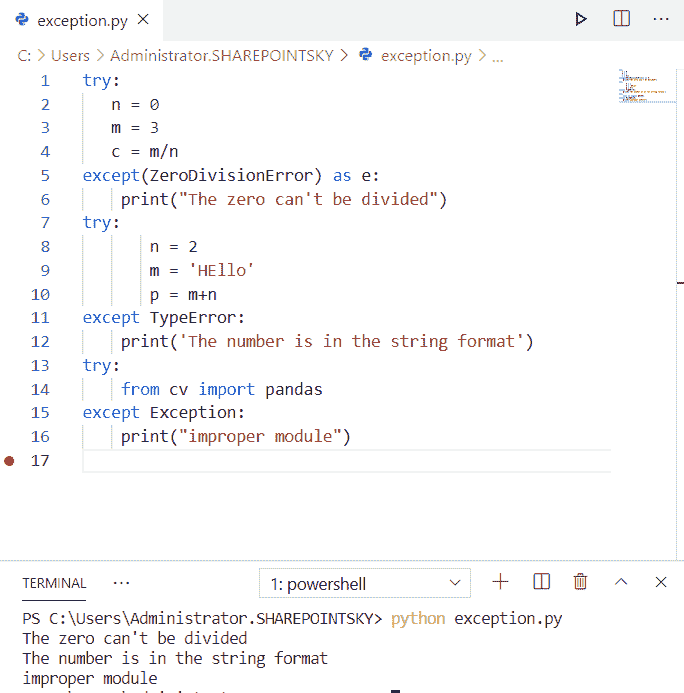 exception.py
C: > Users > Administrator.SHAREPOINTSKY > exception.py > ...
1 try:
2 n = 0
3 m = 3
4 c = m/n
5 except(ZeroDivisionError) as e:
6 print("The zero can't be divided")
7 try:
8 n = 2
9 m = 'HEllo'
10 p = m+n
11 except TypeError:
12 print('The number is in the string format')
13 try:
14 from cv import pandas
15 except Exception:
16 print("improper module")
17
TERMINAL ... 1: powershell
PS C:\Users\Administrator.SHAREPOINTSKY> python exception.py
The zero can't be divided
The number is in the string format
improper module